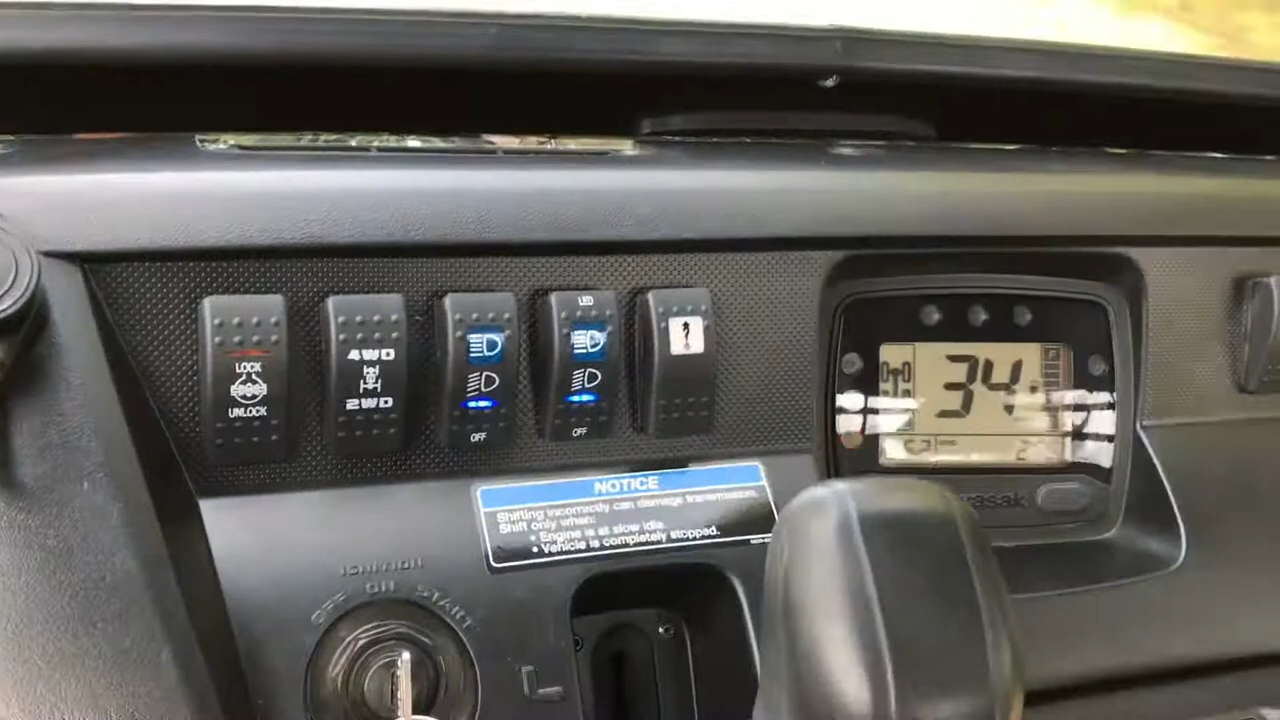 LOCK
UNLOCK
4WD
2WD
OFF
LED
OFF
34
F
NOTICE
Shifting incorrectly can damage transmission.
Shift only when:
• Engine is at slow idle.
• Vehicle is completely stopped.
IGNITION
OFF ON START
L